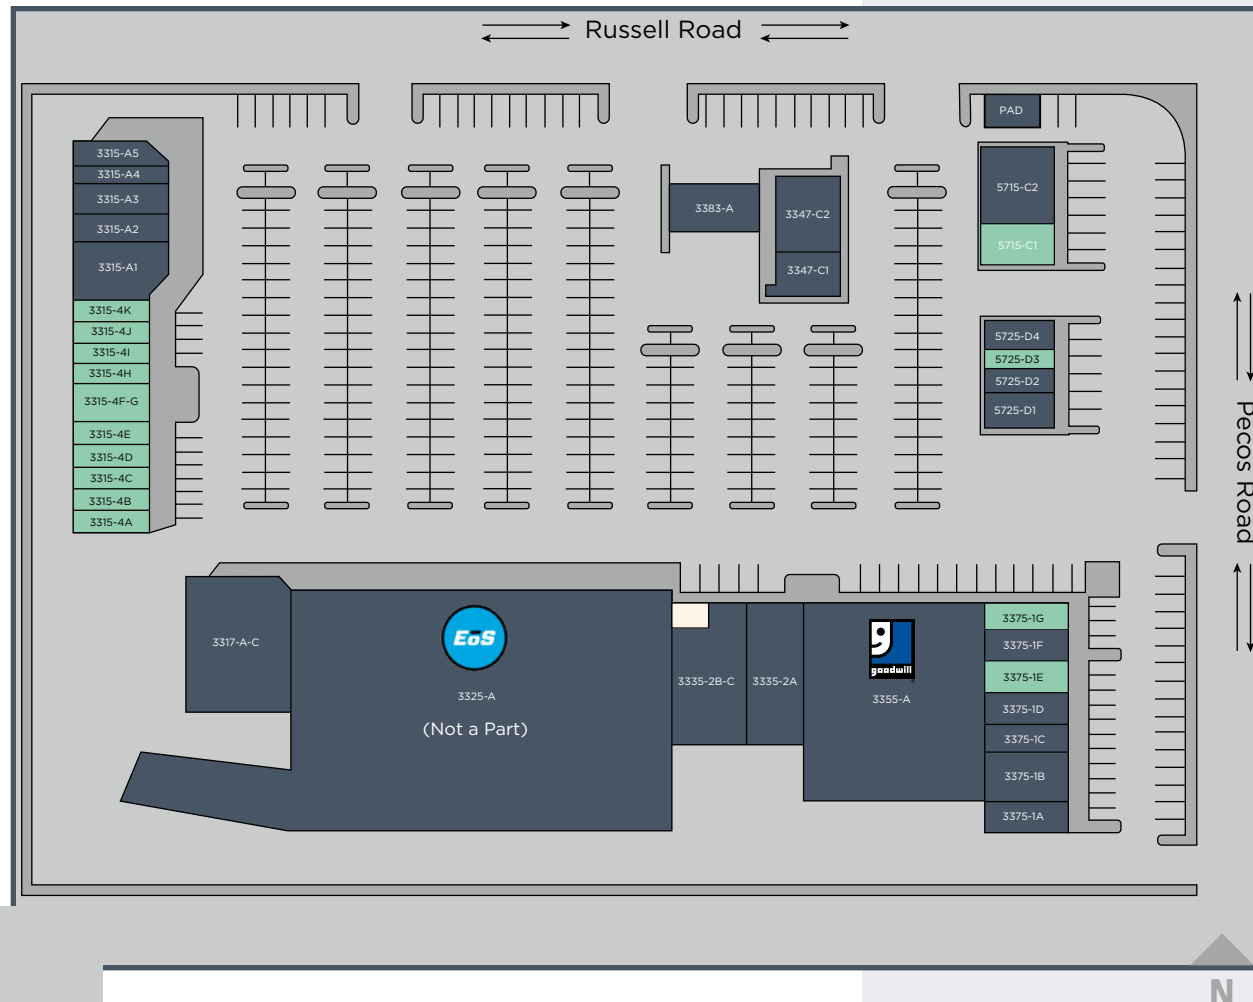 Russell Road
PAD
3315-A5
3315-A4
3315-A3
3315-A2
3315-A1
3315-4K
3315-4J
3315-4I
3315-4H
3315-4F-G
3315-4E
3315-4D
3315-4C
3315-4B
3315-4A
3383-A
3347-C2
3347-C1
5715-C2
5715-C1
5725-D4
5725-D3
5725-D2
5725-D1
Pecos Road
3317-A-C
EōS
3325-A
(Not a Part)
3335-2B-C
3335-2A
goodwill
3355-A
3375-1G
3375-1F
3375-1E
3375-1D
3375-1C
3375-1B
3375-1A
N